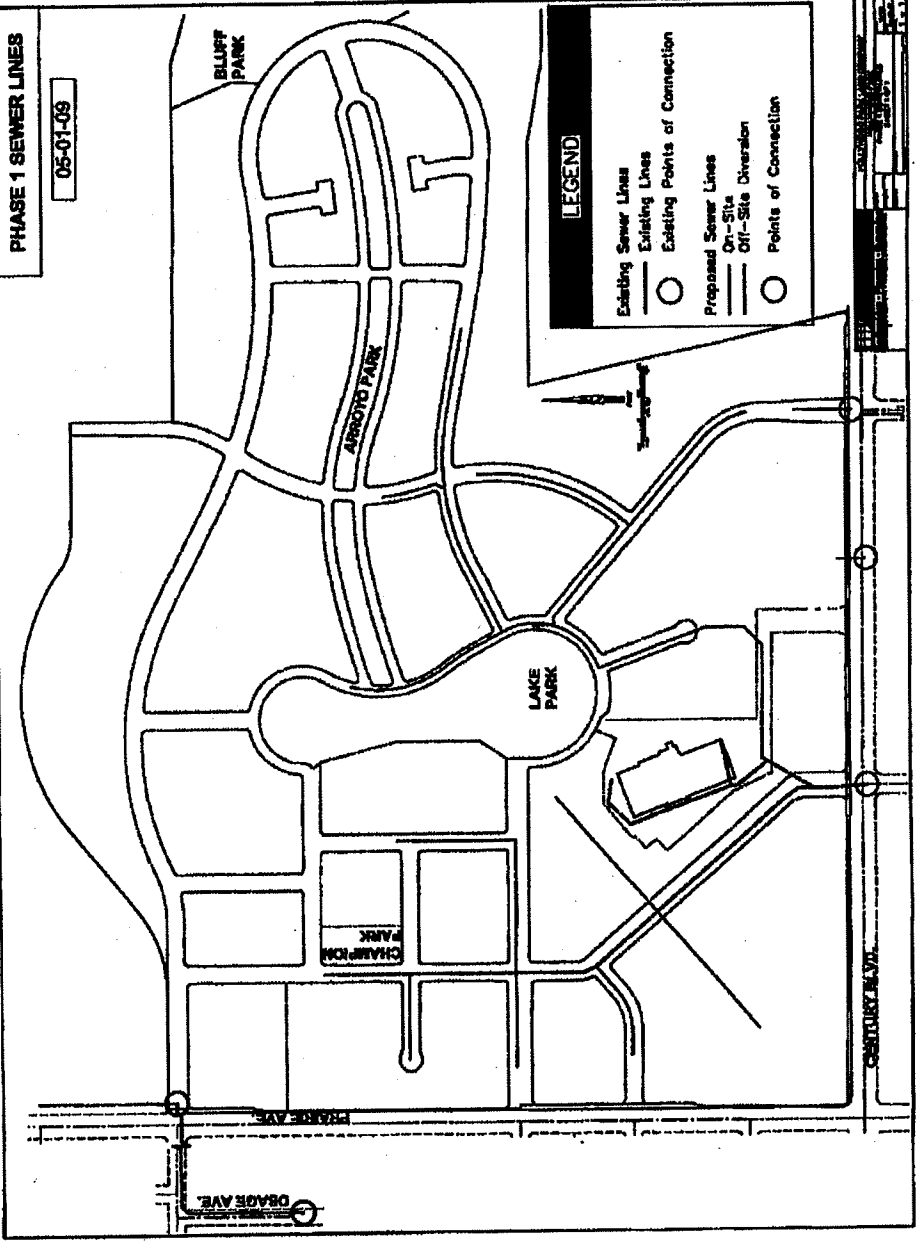 PHASE 1 SEWER LINES
05-01-09
BLUFF
PARK
ARROYO PARK
LAKE
PARK
CHAMPION
PARK
PRAIRIE AVE.
OSAGE AVE.
CENTURY BLVD.
LEGEND
Existing Sewer Lines
Existing Lines
Existing Points of Connection
Proposed Sewer Lines
On-Site
Off-Site Diversion
Points of Connection